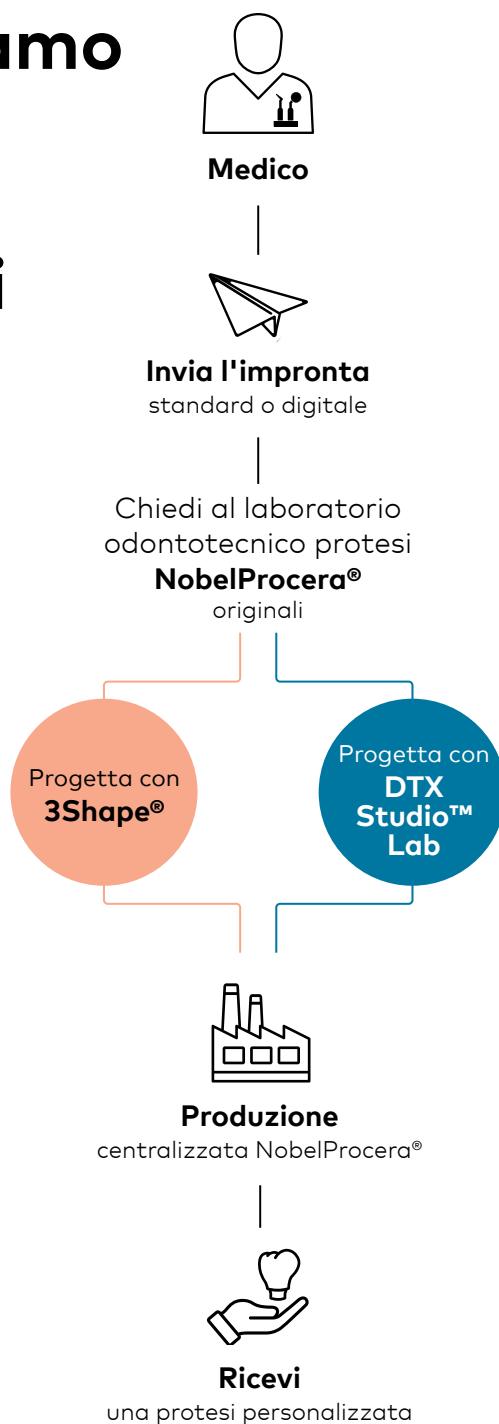 Medico
Invia l'impronta
standard o digitale
Chiedi al laboratorio
odontotecnico protesi
NobelProcera®
originali
Progetta con
3Shape®
Progetta con
DTX
Studio™
Lab
Produzione
centralizzata NobelProcera®
Ricevi
una protesi personalizzata